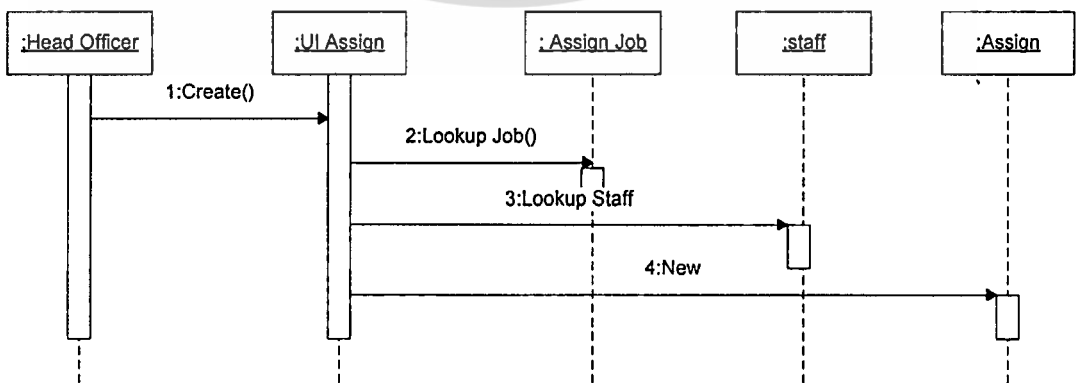 :Head Officer
:UI Assign
: Assign Job
:staff
:Assign
1:Create()
2:Lookup Job()
3:Lookup Staff
4:New